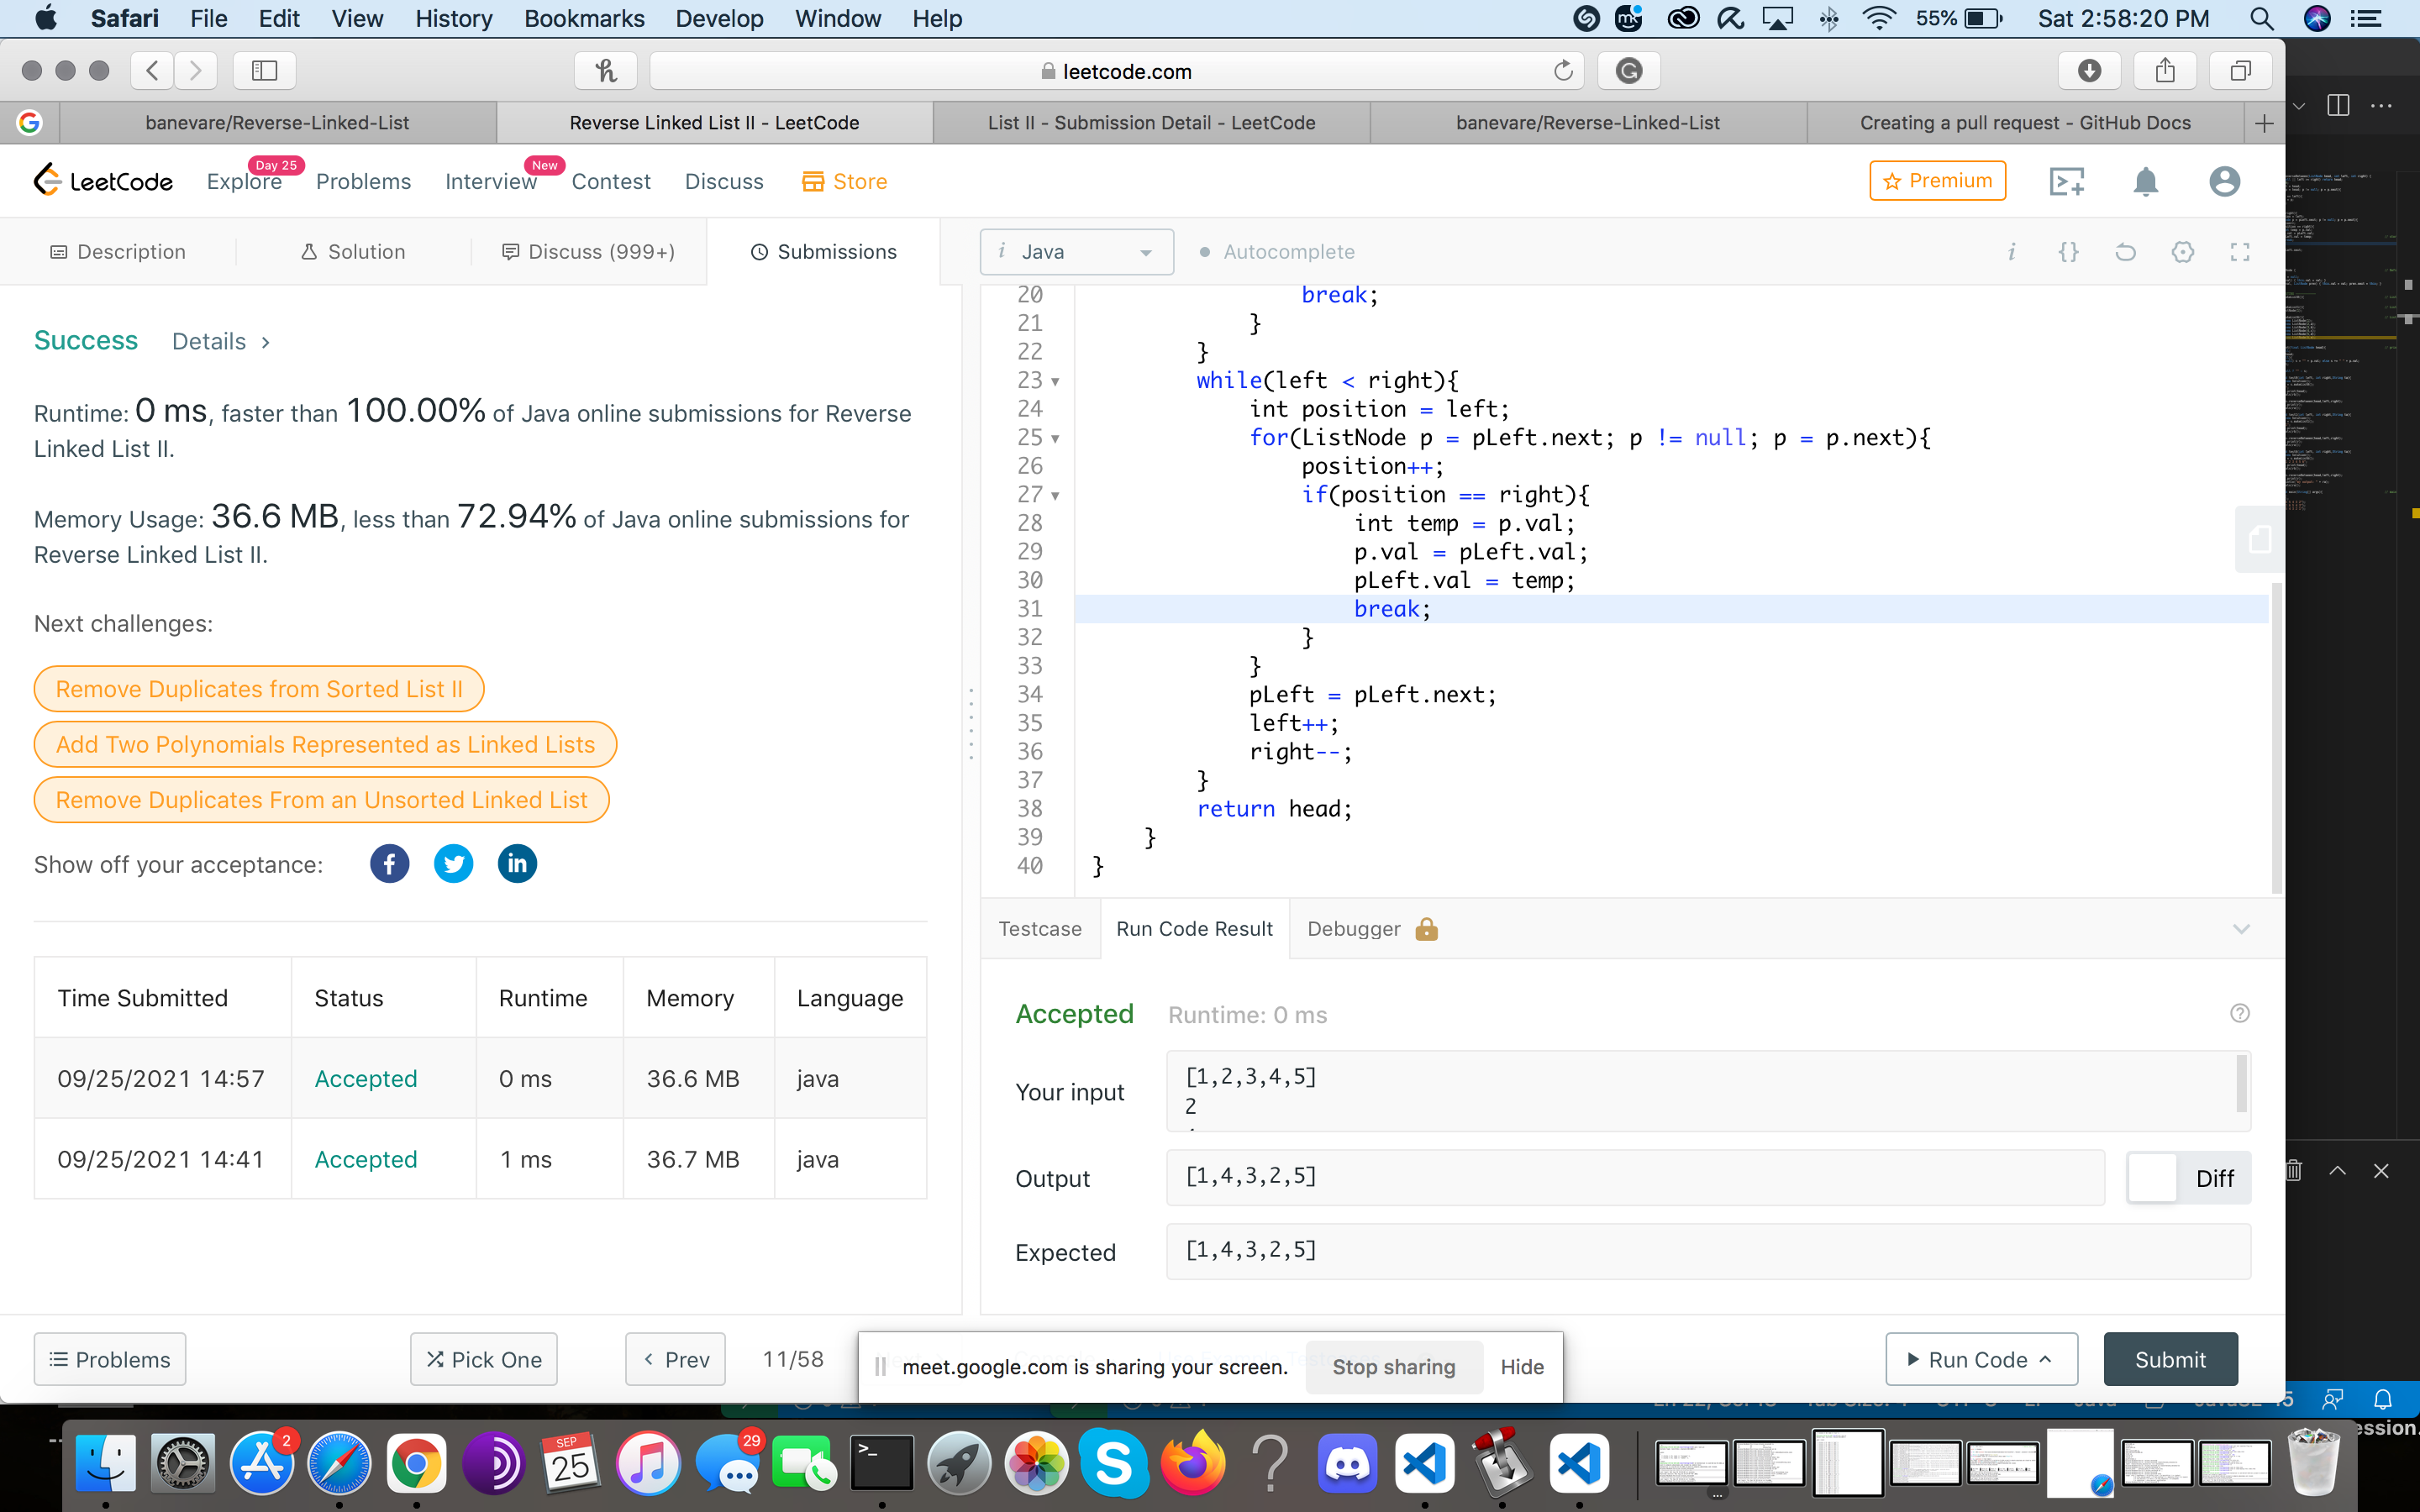 Safari File Edit View History Bookmarks Develop Window Help 55% Sat 2:58:20 PM
leetcode.com
banevare/Reverse-Linked-List
Reverse Linked List II - LeetCode
List II - Submission Detail - LeetCode
banevare/Reverse-Linked-List
Creating a pull request - GitHub Docs
LeetCode Explore Day 25 Problems Interview New Contest Discuss Store Premium
Description Solution Discuss (999+) Submissions
Success Details
Runtime: 0 ms, faster than 100.00% of Java online submissions for Reverse
Linked List II.
Memory Usage: 36.6 MB, less than 72.94% of Java online submissions for
Reverse Linked List II.
Next challenges:
Remove Duplicates from Sorted List II
Add Two Polynomials Represented as Linked Lists
Remove Duplicates From an Unsorted Linked List
Show off your acceptance:
Time Submitted Status Runtime Memory Language
09/25/2021 14:57 Accepted 0 ms 36.6 MB java
09/25/2021 14:41 Accepted 1 ms 36.7 MB java
Problems Pick One Prev 11/58
Java Autocomplete
20 break;
21 }
22 }
23 while(left < right){
24 int position = left;
25 for(ListNode p = pLeft.next; p != null; p = p.next){
26 position++;
27 if(position == right){
28 int temp = p.val;
29 p.val = pLeft.val;
30 pLeft.val = temp;
31 break;
32 }
33 }
34 pLeft = pLeft.next;
35 left++;
36 right--;
37 }
38 return head;
39 }
40 }
Testcase Run Code Result Debugger
Accepted Runtime: 0 ms
Your input
[1,2,3,4,5]
2
Output [1,4,3,2,5] Diff
Expected [1,4,3,2,5]
meet.google.com is sharing your screen. Stop sharing Hide
Run Code Submit
2
SEP
25
29